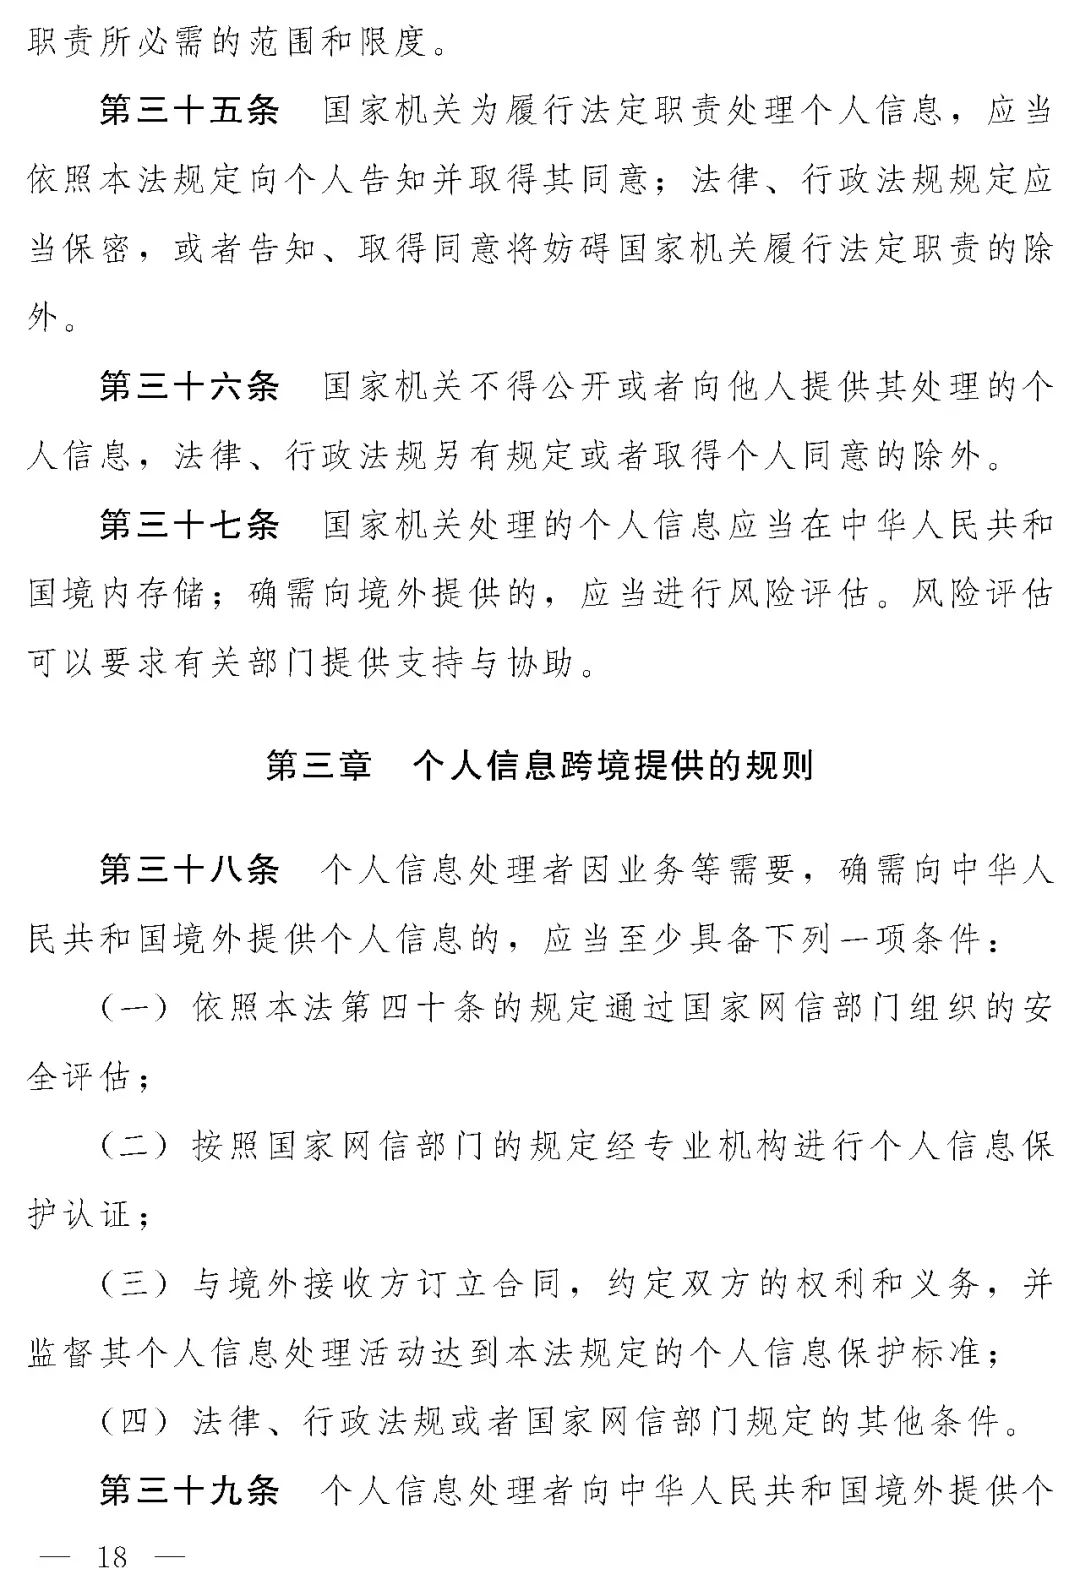 职责所必需的范围和限度。
第三十五条　国家机关为履行法定职责处理个人信息，应当
依照本法规定向个人告知并取得其同意；法律、行政法规规定应
当保密，或者告知、取得同意将妨碍国家机关履行法定职责的除
外。
第三十六条　国家机关不得公开或者向他人提供其处理的个
人信息，法律、行政法规另有规定或者取得个人同意的除外。
第三十七条　国家机关处理的个人信息应当在中华人民共和
国境内存储；确需向境外提供的，应当进行风险评估。风险评估
可以要求有关部门提供支持与协助。
第三章　个人信息跨境提供的规则
第三十八条　个人信息处理者因业务等需要，确需向中华人
民共和国境外提供个人信息的，应当至少具备下列一项条件：
（一）依照本法第四十条的规定通过国家网信部门组织的安
全评估；
（二）按照国家网信部门的规定经专业机构进行个人信息保
护认证；
（三）与境外接收方订立合同，约定双方的权利和义务，并
监督其个人信息处理活动达到本法规定的个人信息保护标准；
（四）法律、行政法规或者国家网信部门规定的其他条件。
第三十九条　个人信息处理者向中华人民共和国境外提供个
— 18 —